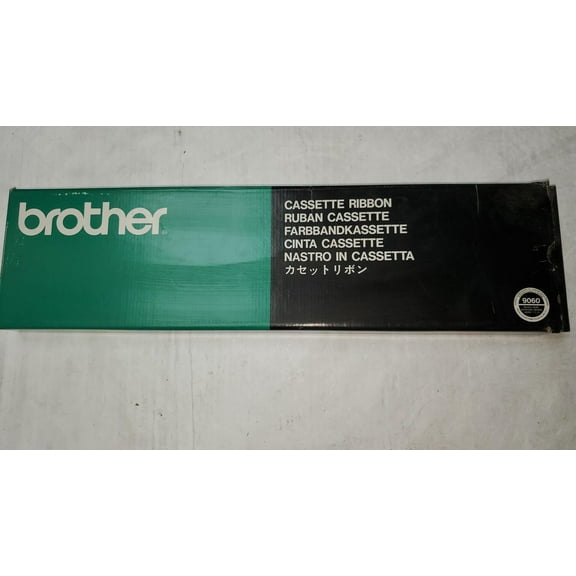 brother
CASSETTE RIBBON
RUBAN CASSETTE
FARBBANDKASSETTE
CINTA CASSETTE
NASTRO IN CASSETTA
カセットリボン
9060